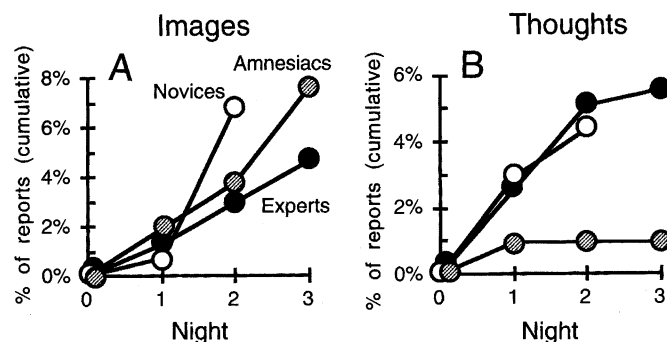 Images
A
% of reports (cumulative)
8%
6%
4%
2%
0%
Novices
Amnesiacs
Experts
0 1 2 3
Night
Thoughts
B
% of reports (cumulative)
6%
4%
2%
0%
0 1 2 3
Night